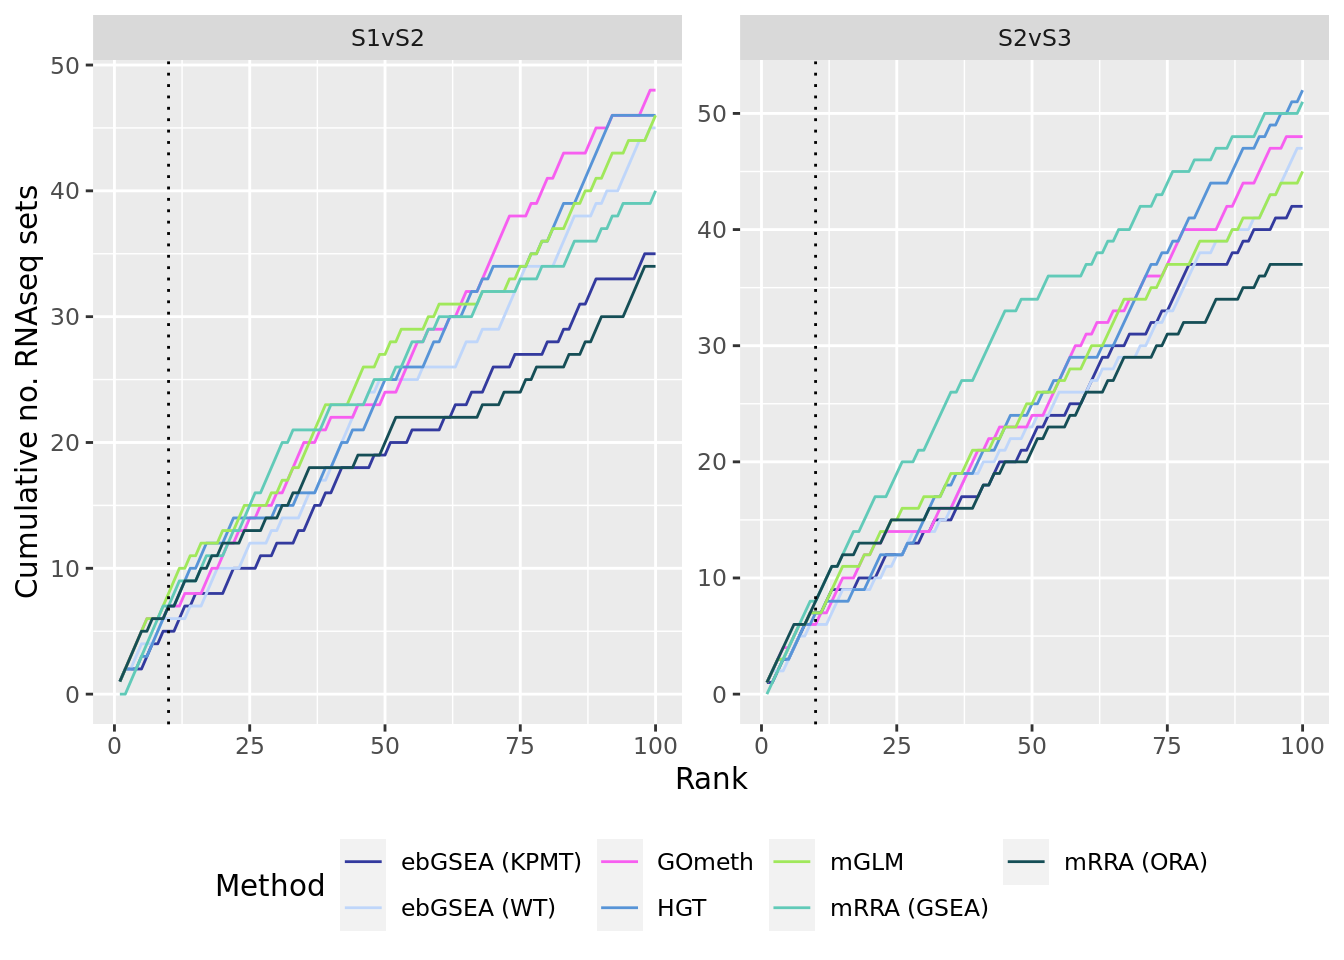 S1vS2
S2vS3
Cumulative no. RNAseq sets
50
40
30
20
10
0
50
40
30
20
10
0
0 25 50 75 100
0 25 50 75 100
Rank
Method
ebGSEA (KPMT) GOmeth mGLM mRRA (ORA)
ebGSEA (WT) HGT mRRA (GSEA)